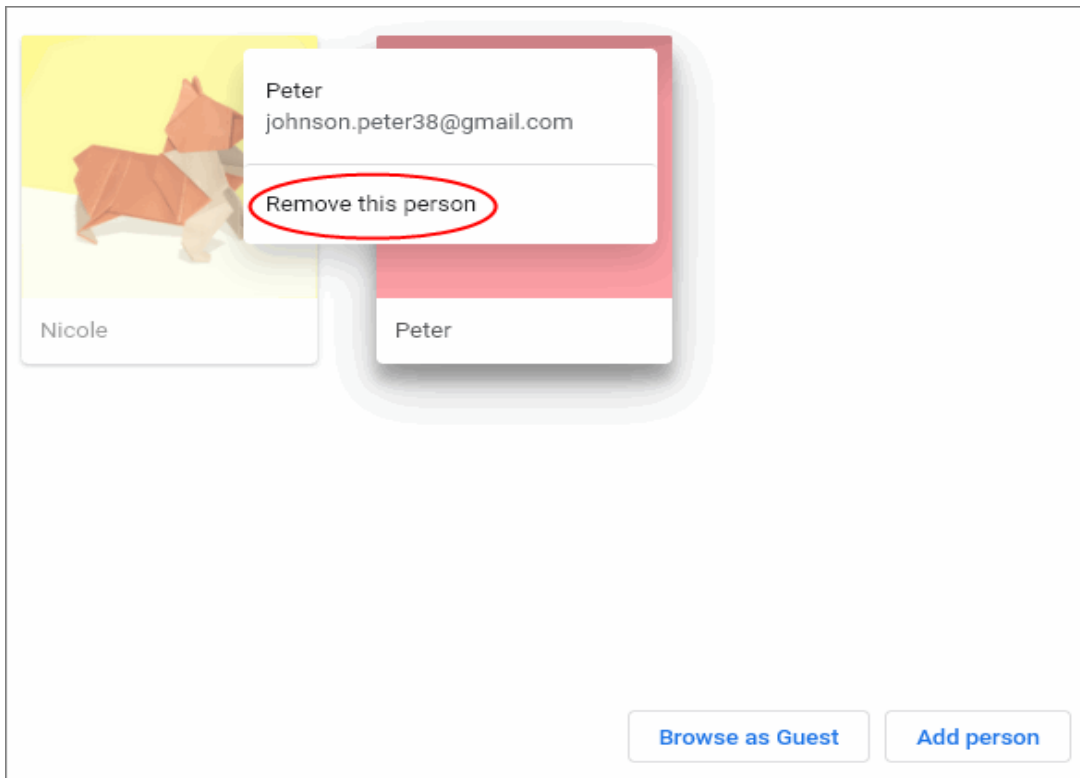 Peter
johnson.peter38@gmail.com
Remove this person
Nicole
Peter
Browse as Guest
Add person